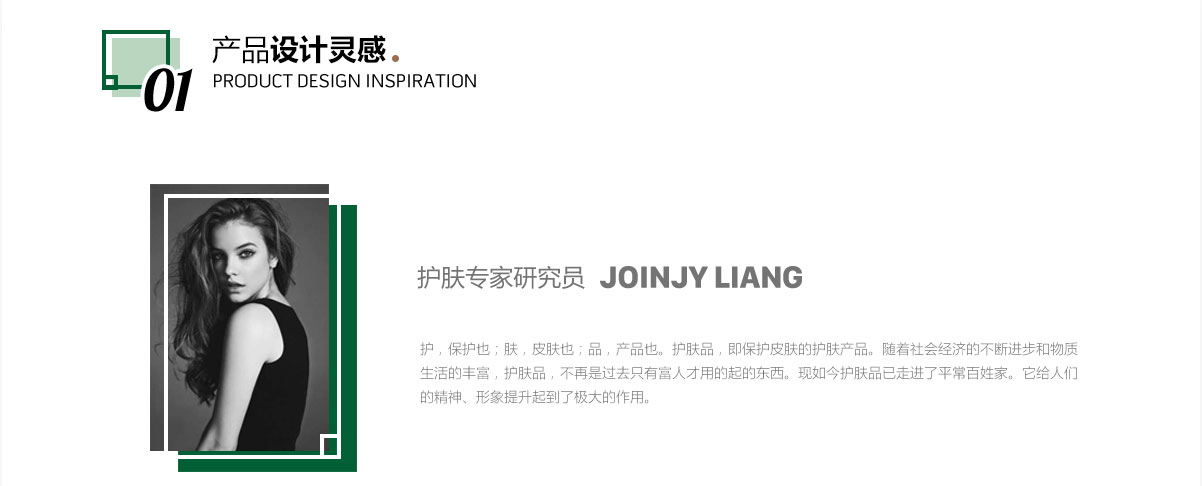 01
产品设计灵感.
PRODUCT DESIGN INSPIRATION
护肤专家研究员 JOINJY LIANG
护，保护也；肤，皮肤也；品，产品也。护肤品，即保护皮肤的护肤产品。随着社会经济的不断进步和物质
生活的丰富，护肤品，不再是过去只有富人才用的起的东西。现如今护肤品已走进了平常百姓家。它给人们
的精神、形象提升起到了极大的作用。